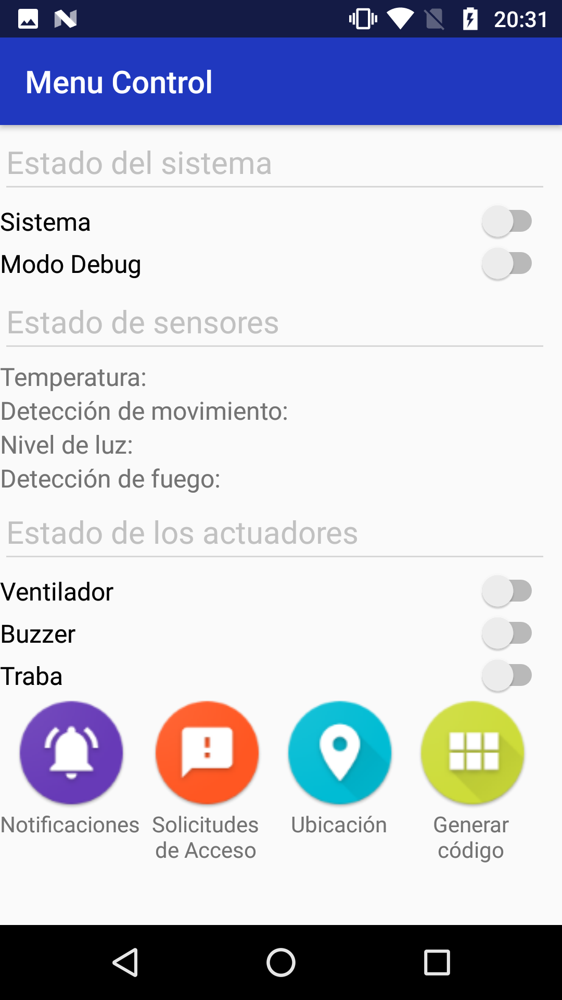 20:31
Menu Control
Estado del sistema
Sistema
Modo Debug
Estado de sensores
Temperatura:
Detección de movimiento:
Nivel de luz:
Detección de fuego:
Estado de los actuadores
Ventilador
Buzzer
Traba
Notificaciones
Solicitudes
de Acceso
Ubicación
Generar
código